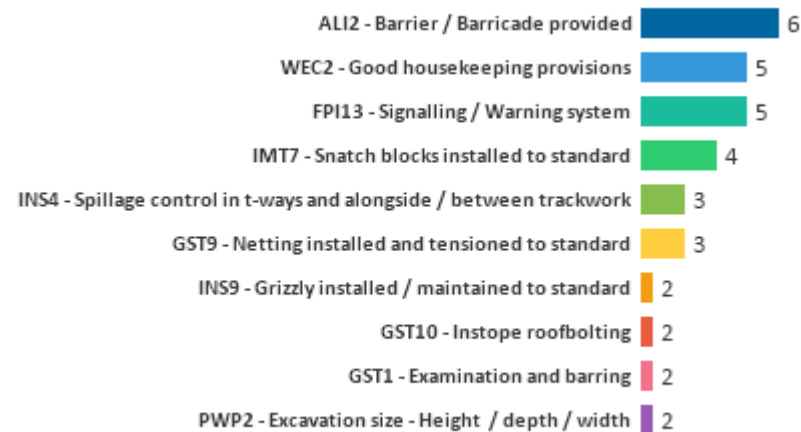 ALI2 - Barrier / Barricade provided 6
WEC2 - Good housekeeping provisions 5
FPI13 - Signalling / Warning system 5
IMT7 - Snatch blocks installed to standard 4
INS4 - Spillage control in t-ways and alongside / between trackwork 3
GST9 - Netting installed and tensioned to standard 3
INS9 - Grizzly installed / maintained to standard 2
GST10 - Instope roofbolting 2
GST1 - Examination and barring 2
PWP2 - Excavation size - Height / depth / width 2